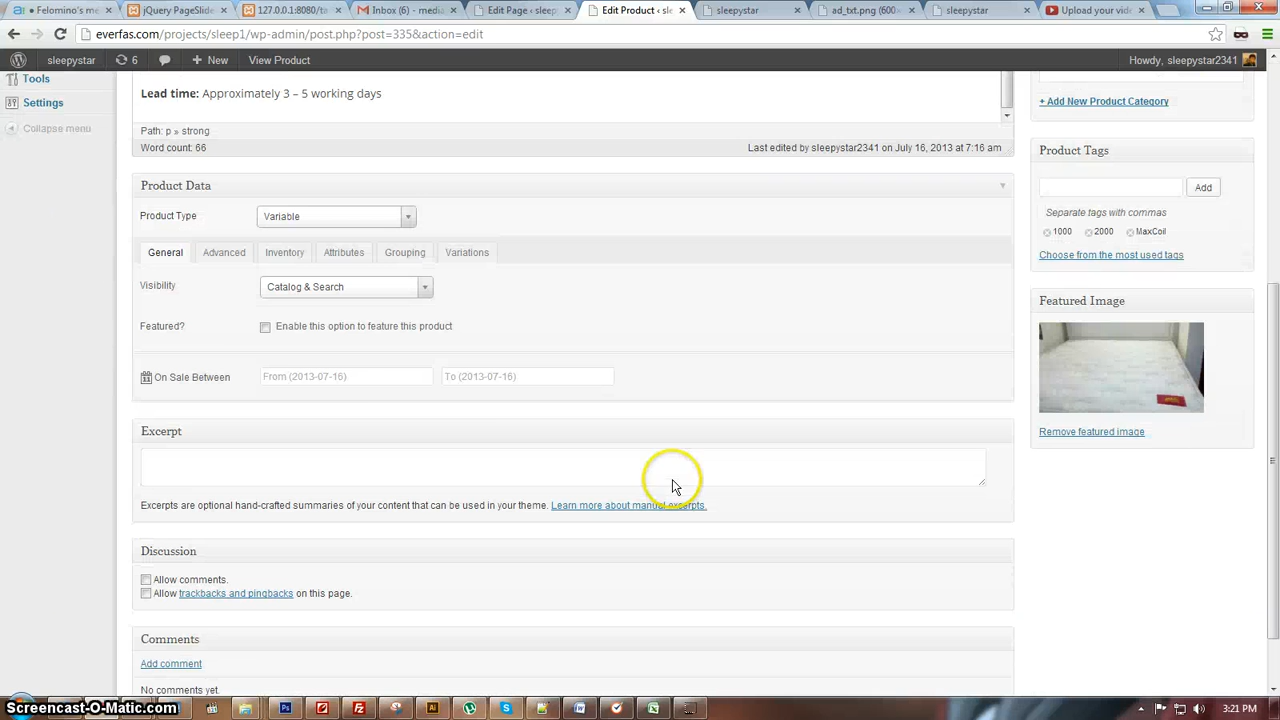 Felomino's me...
jQuery PageSlide
127.0.0.1:8080/ta
Inbox (6) - media
Edit Page ‹ sleepy
Edit Product ‹ sle
sleepystar
ad_txt.png (600×
sleepystar
Upload your vide
everfas.com/projects/sleep1/wp-admin/post.php?post=335&action=edit
sleepystar
6
New
View Product
Howdy, sleepystar2341
Tools
Settings
Collapse menu
Lead time: Approximately 3 – 5 working days
Path: p » strong
Word count: 66
Last edited by sleepystar2341 on July 16, 2013 at 7:16 am
Product Data
Product Type
Variable
General
Advanced
Inventory
Attributes
Grouping
Variations
Visibility
Catalog & Search
Featured?
Enable this option to feature this product
On Sale Between
From (2013-07-16)
To (2013-07-16)
Excerpt
Excerpts are optional hand-crafted summaries of your content that can be used in your theme. Learn more about manual excerpts.
Discussion
Allow comments.
Allow trackbacks and pingbacks on this page.
Comments
Add comment
No comments yet.
+ Add New Product Category
Product Tags
Add
Separate tags with commas
1000
2000
MaxCoil
Choose from the most used tags
Featured Image
Remove featured image
Screencast-O-Matic.com
3:21 PM